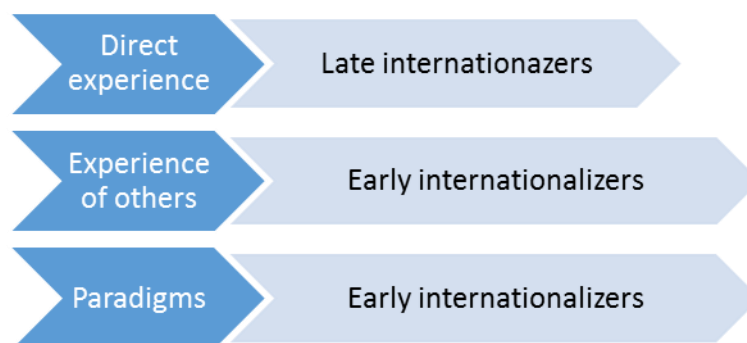 Direct
experience
Late internationazers
Experience
of others
Early internationalizers
Paradigms
Early internationalizers